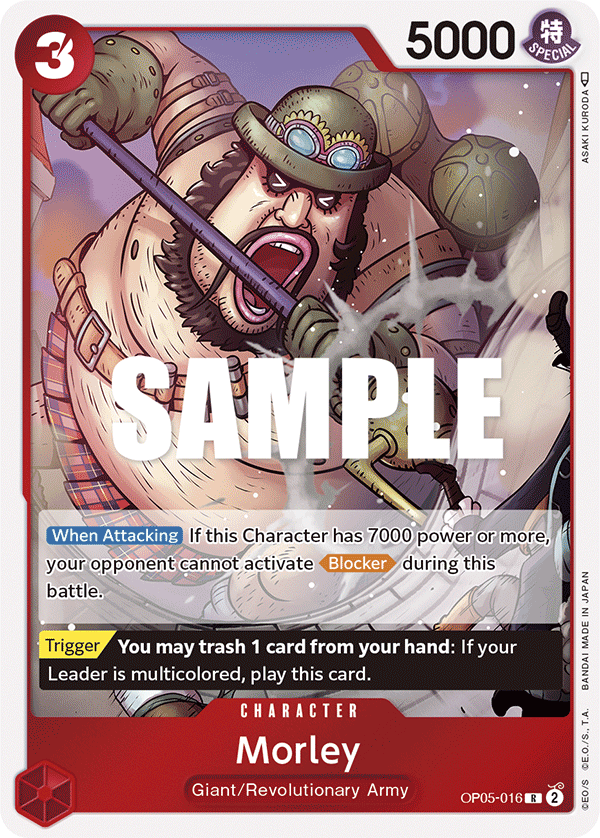 3
5000
特
SPECIAL
ASAKI KURODA
SAMPLE
When Attacking If this Character has 7000 power or more,
your opponent cannot activate Blocker during this
battle.
Trigger You may trash 1 card from your hand: If your
Leader is multicolored, play this card.
CHARACTER
Morley
Giant/Revolutionary Army
OP05-016 R 2
©EO/S ©E.O./S., T.A. BANDAI MADE IN JAPAN